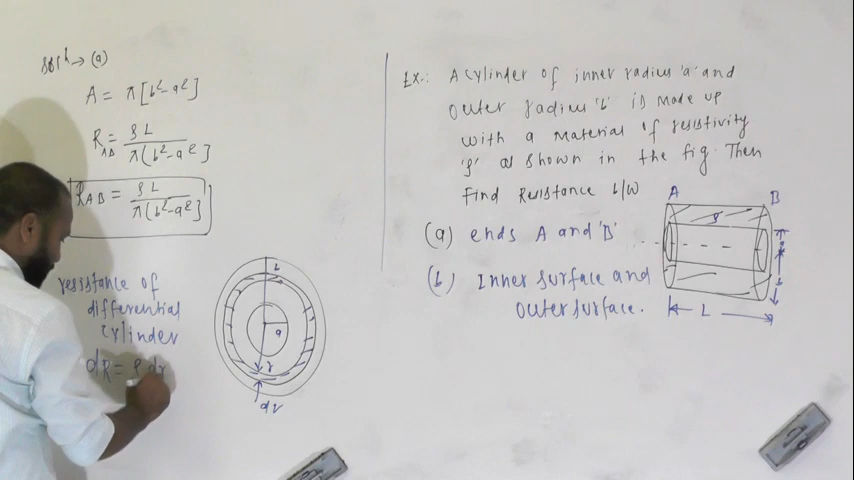 Solⁿ → (a)
A = π[b²-a²]
R_AB = ρL / π(b²-a²)
R_AB = ρL / π(b²-a²)
resistance of
differential
cylinder
dR = ρ dr
b
a
r
dr
Ex.: A cylinder of inner radius 'a' and
outer radius 'b' is made up
with a material of resistivity
'ρ' as shown in the fig. Then
Find Resistance b/w
(a) ends A and 'B'
(b) Inner surface and
outer surface.
A B
ρ
b
L